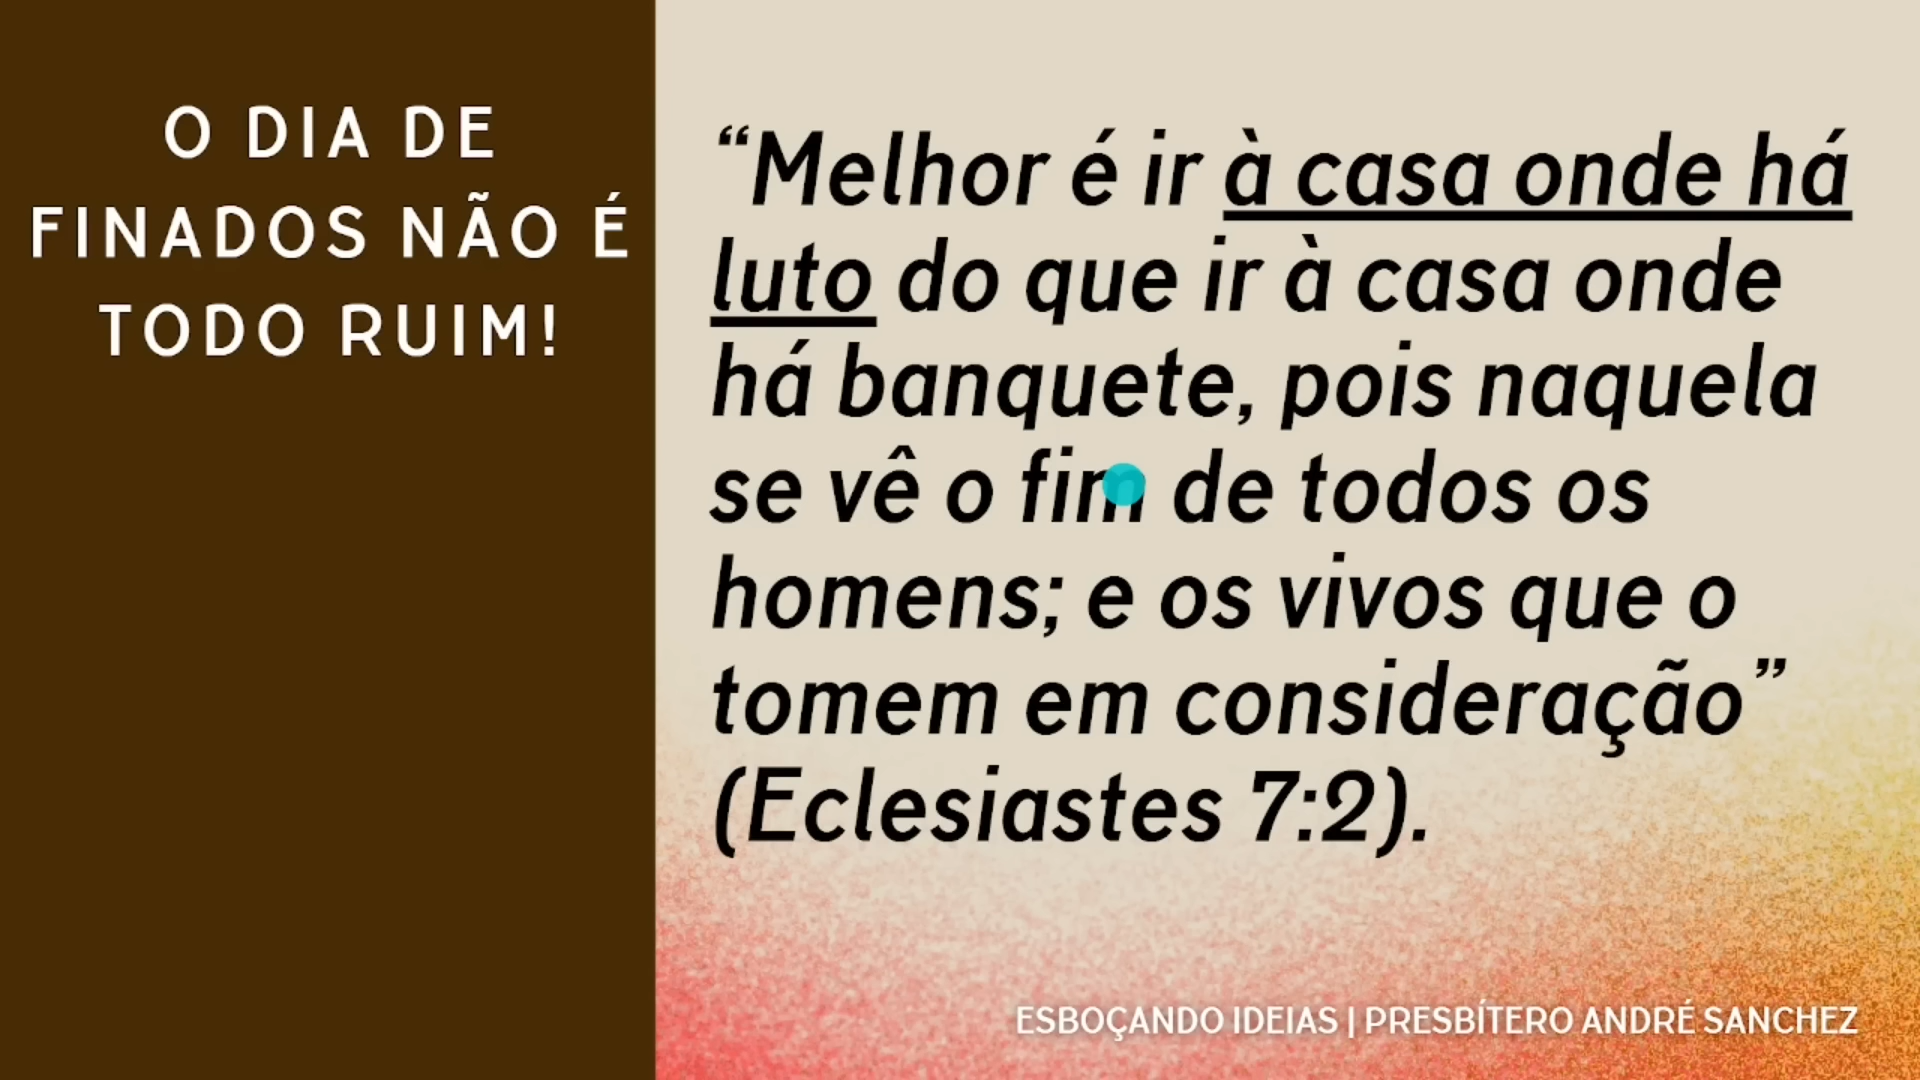 O DIA DE
FINADOS NÃO É
TODO RUIM!
“Melhor é ir à casa onde há
luto do que ir à casa onde
há banquete, pois naquela
se vê o fim de todos os
homens; e os vivos que o
tomem em consideração”
(Eclesiastes 7:2).
ESBOÇANDO IDEIAS | PRESBÍTERO ANDRÉ SANCHEZ